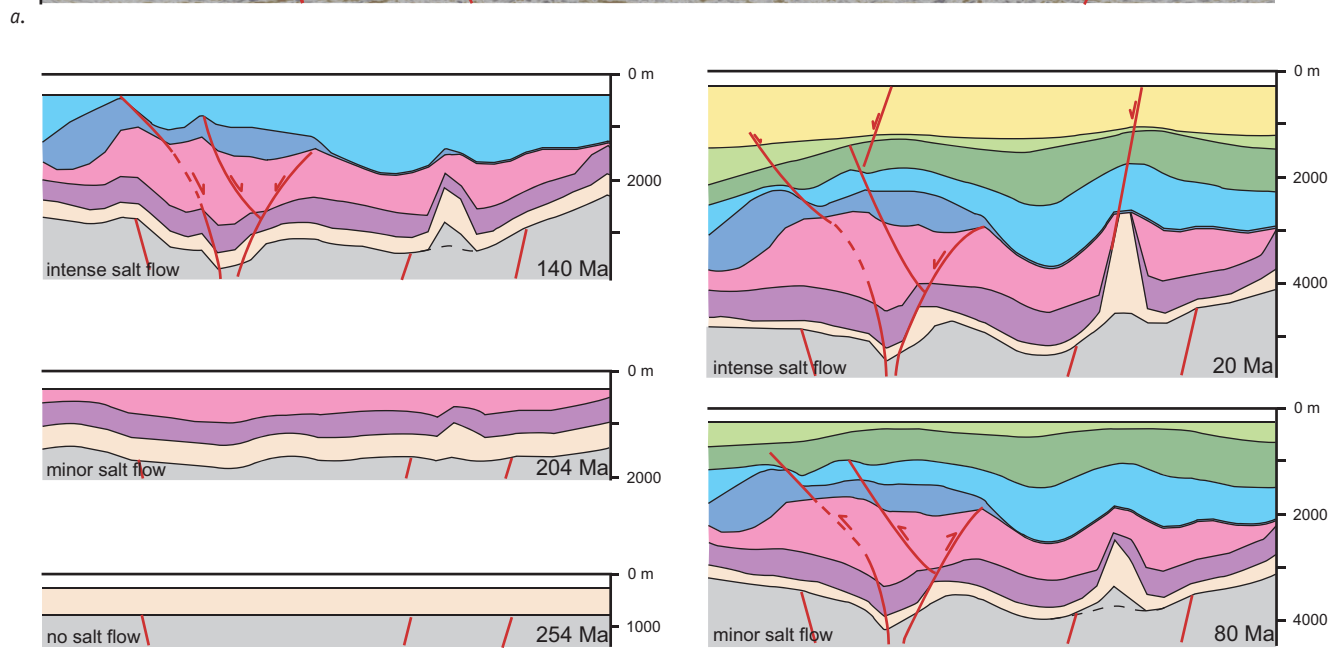 a.
0 m
2000
intense salt flow
140 Ma
0 m
minor salt flow
204 Ma
2000
0 m
1000
no salt flow
254 Ma
0 m
2000
4000
intense salt flow
20 Ma
0 m
2000
4000
minor salt flow
80 Ma